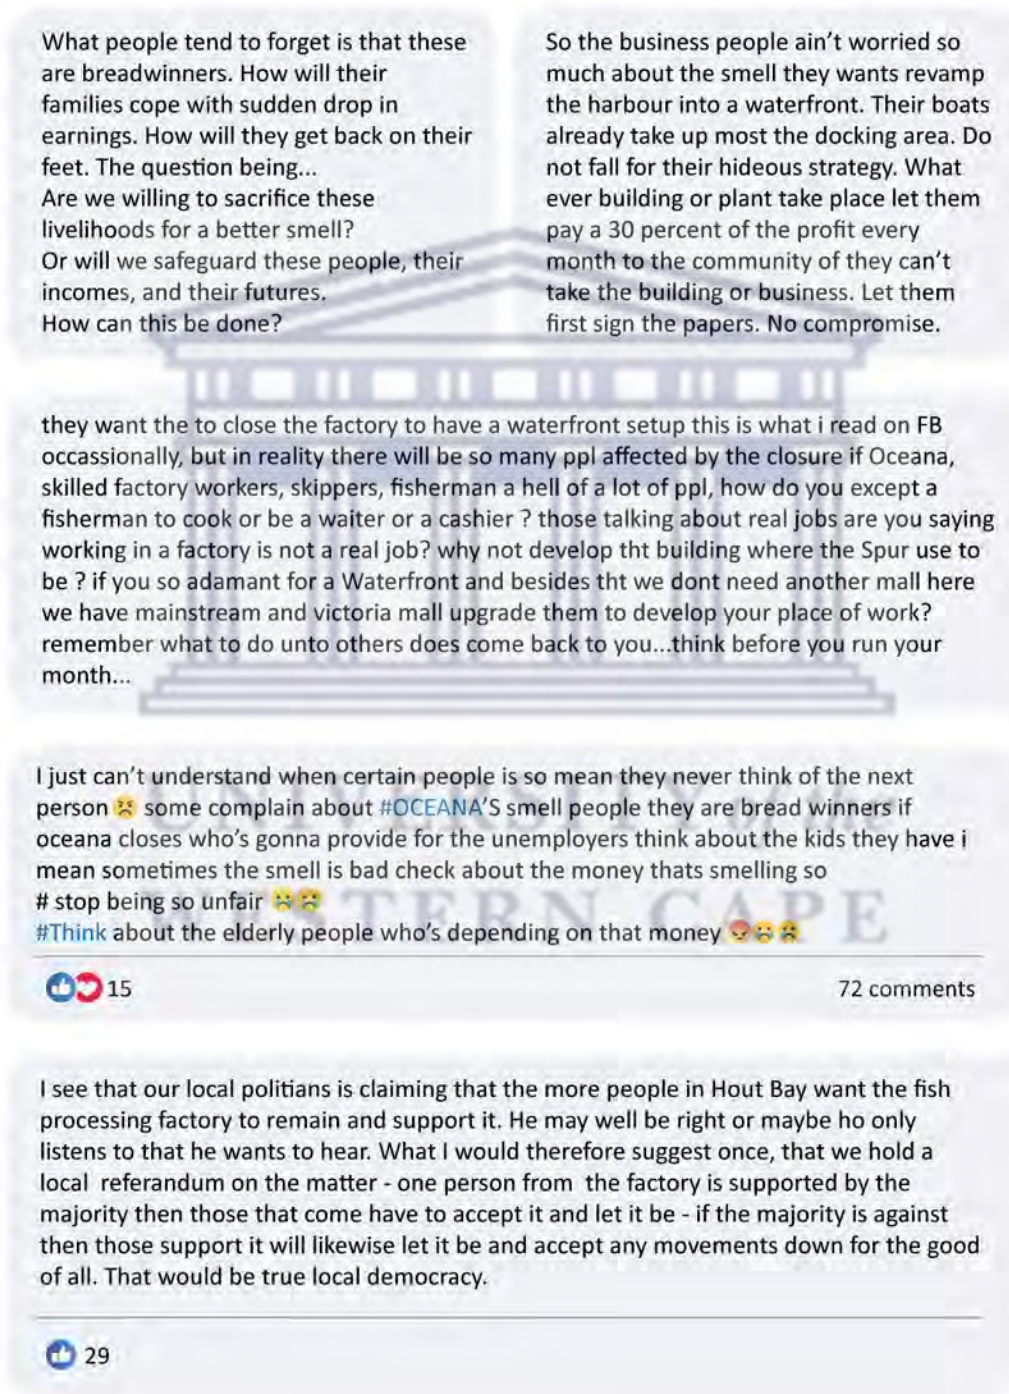 What people tend to forget is that these
are breadwinners. How will their
families cope with sudden drop in
earnings. How will they get back on their
feet. The question being...
Are we willing to sacrifice these
livelihoods for a better smell?
Or will we safeguard these people, their
incomes, and their futures.
How can this be done?
So the business people ain't worried so
much about the smell they wants revamp
the harbour into a waterfront. Their boats
already take up most the docking area. Do
not fall for their hideous strategy. What
ever building or plant take place let them
pay a 30 percent of the profit every
month to the community of they can't
take the building or business. Let them
first sign the papers. No compromise.
they want the to close the factory to have a waterfront setup this is what i read on FB
occassionally, but in reality there will be so many ppl affected by the closure if Oceana,
skilled factory workers, skippers, fisherman a hell of a lot of ppl, how do you except a
fisherman to cook or be a waiter or a cashier ? those talking about real jobs are you saying
working in a factory is not a real job? why not develop tht building where the Spur use to
be ? if you so adamant for a Waterfront and besides tht we dont need another mall here
we have mainstream and victoria mall upgrade them to develop your place of work?
remember what to do unto others does come back to you...think before you run your
month...
I just can't understand when certain people is so mean they never think of the next
person 😠 some complain about #OCEANA'S smell people they are bread winners if
oceana closes who's gonna provide for the unemployers think about the kids they have i
mean sometimes the smell is bad check about the money thats smelling so
# stop being so unfair 😢😠
#Think about the elderly people who's depending on that money 😡😢😠
15 72 comments
I see that our local politians is claiming that the more people in Hout Bay want the fish
processing factory to remain and support it. He may well be right or maybe ho only
listens to that he wants to hear. What I would therefore suggest once, that we hold a
local referandum on the matter - one person from the factory is supported by the
majority then those that come have to accept it and let it be - if the majority is against
then those support it will likewise let it be and accept any movements down for the good
of all. That would be true local democracy.
29
UNIVERSITY of the
WESTERN CAPE